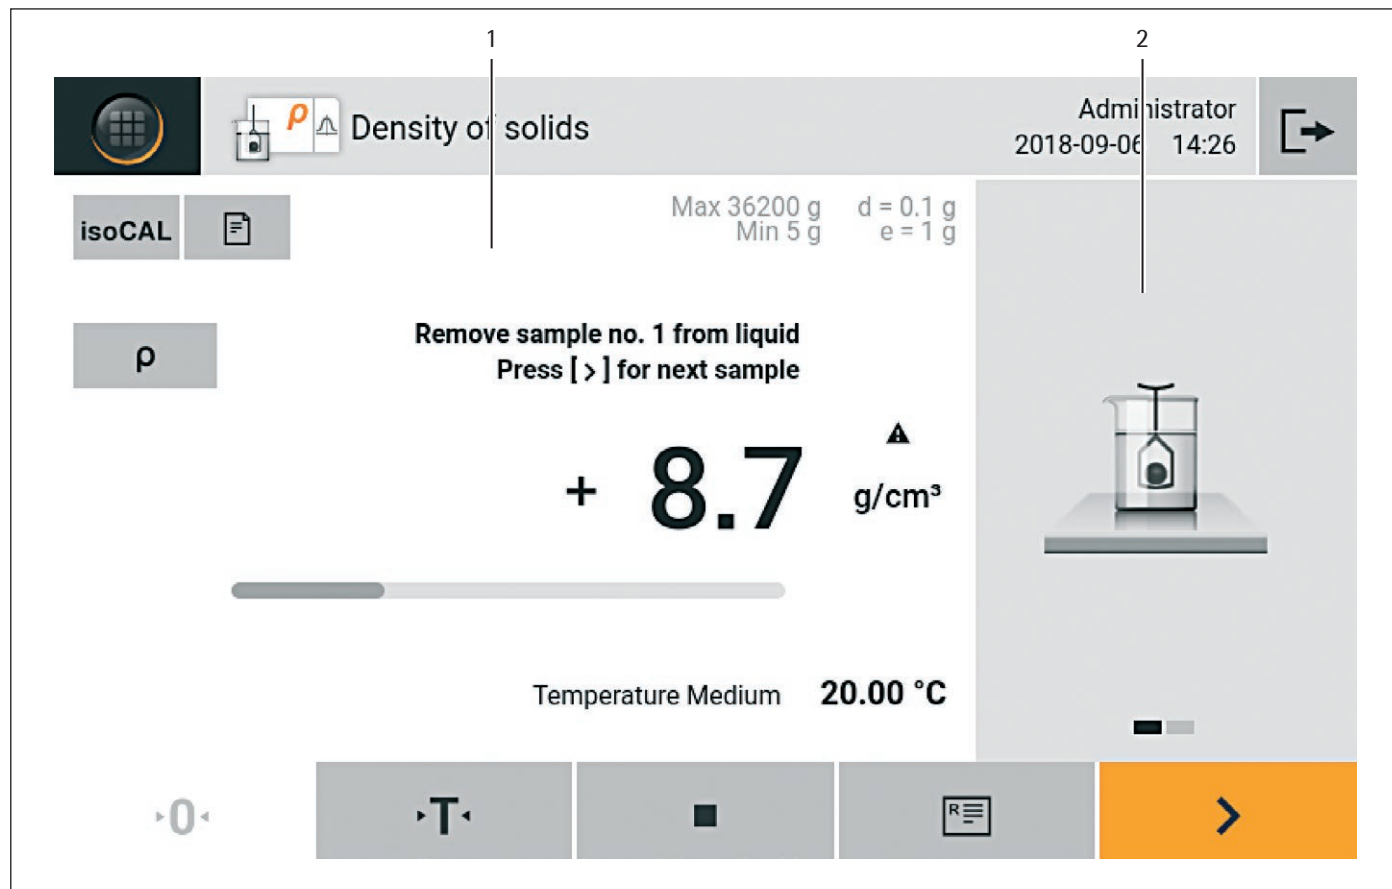 1 2
ρ Density of solids
Administrator
2018-09-06 14:26
isoCAL
Max 36200 g d = 0.1 g
Min 5 g e = 1 g
ρ
Remove sample no. 1 from liquid
Press [ > ] for next sample
+ 8.7 g/cm³
Temperature Medium 20.00 °C
0 T R >